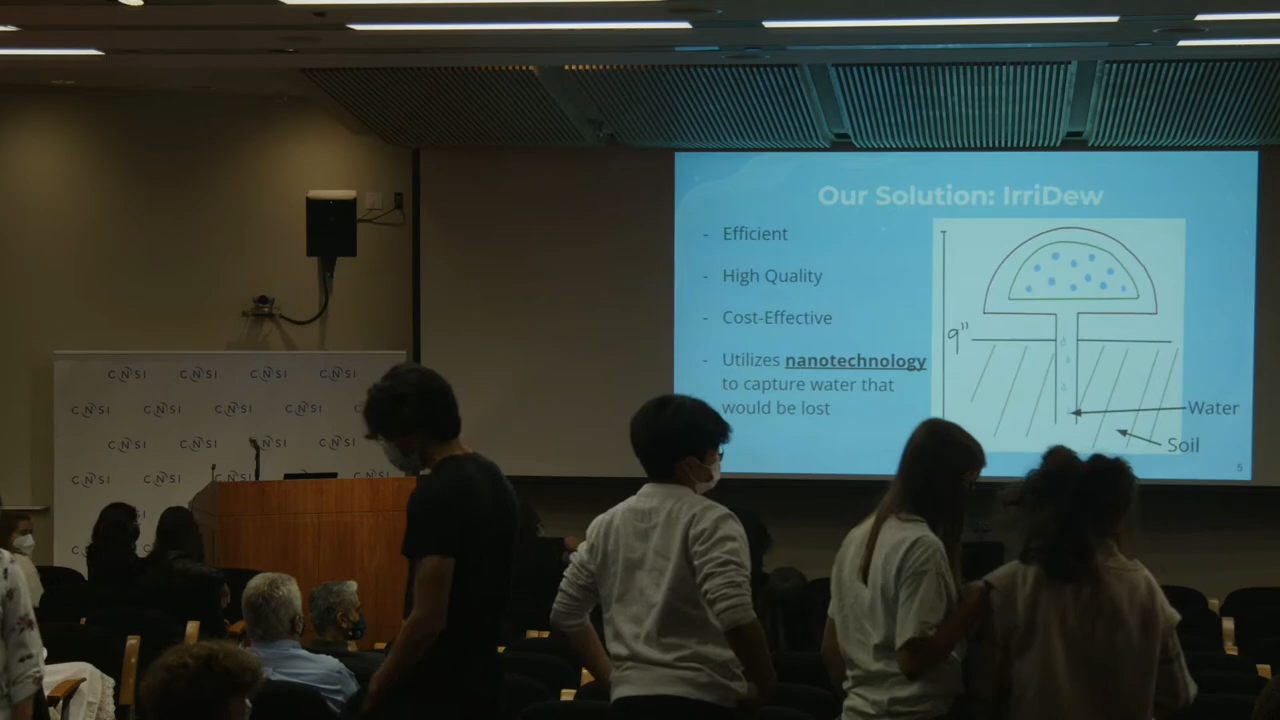 Our Solution: IrriDew
- Efficient
- High Quality
- Cost-Effective
- Utilizes nanotechnology
to capture water that
would be lost
9"
Water
Soil
5
CNSI CNSI CNSI CNSI
CNSI CNSI CNSI CNSI
CNSI CNSI CNSI CNSI
CNSI CNSI CNSI CNSI